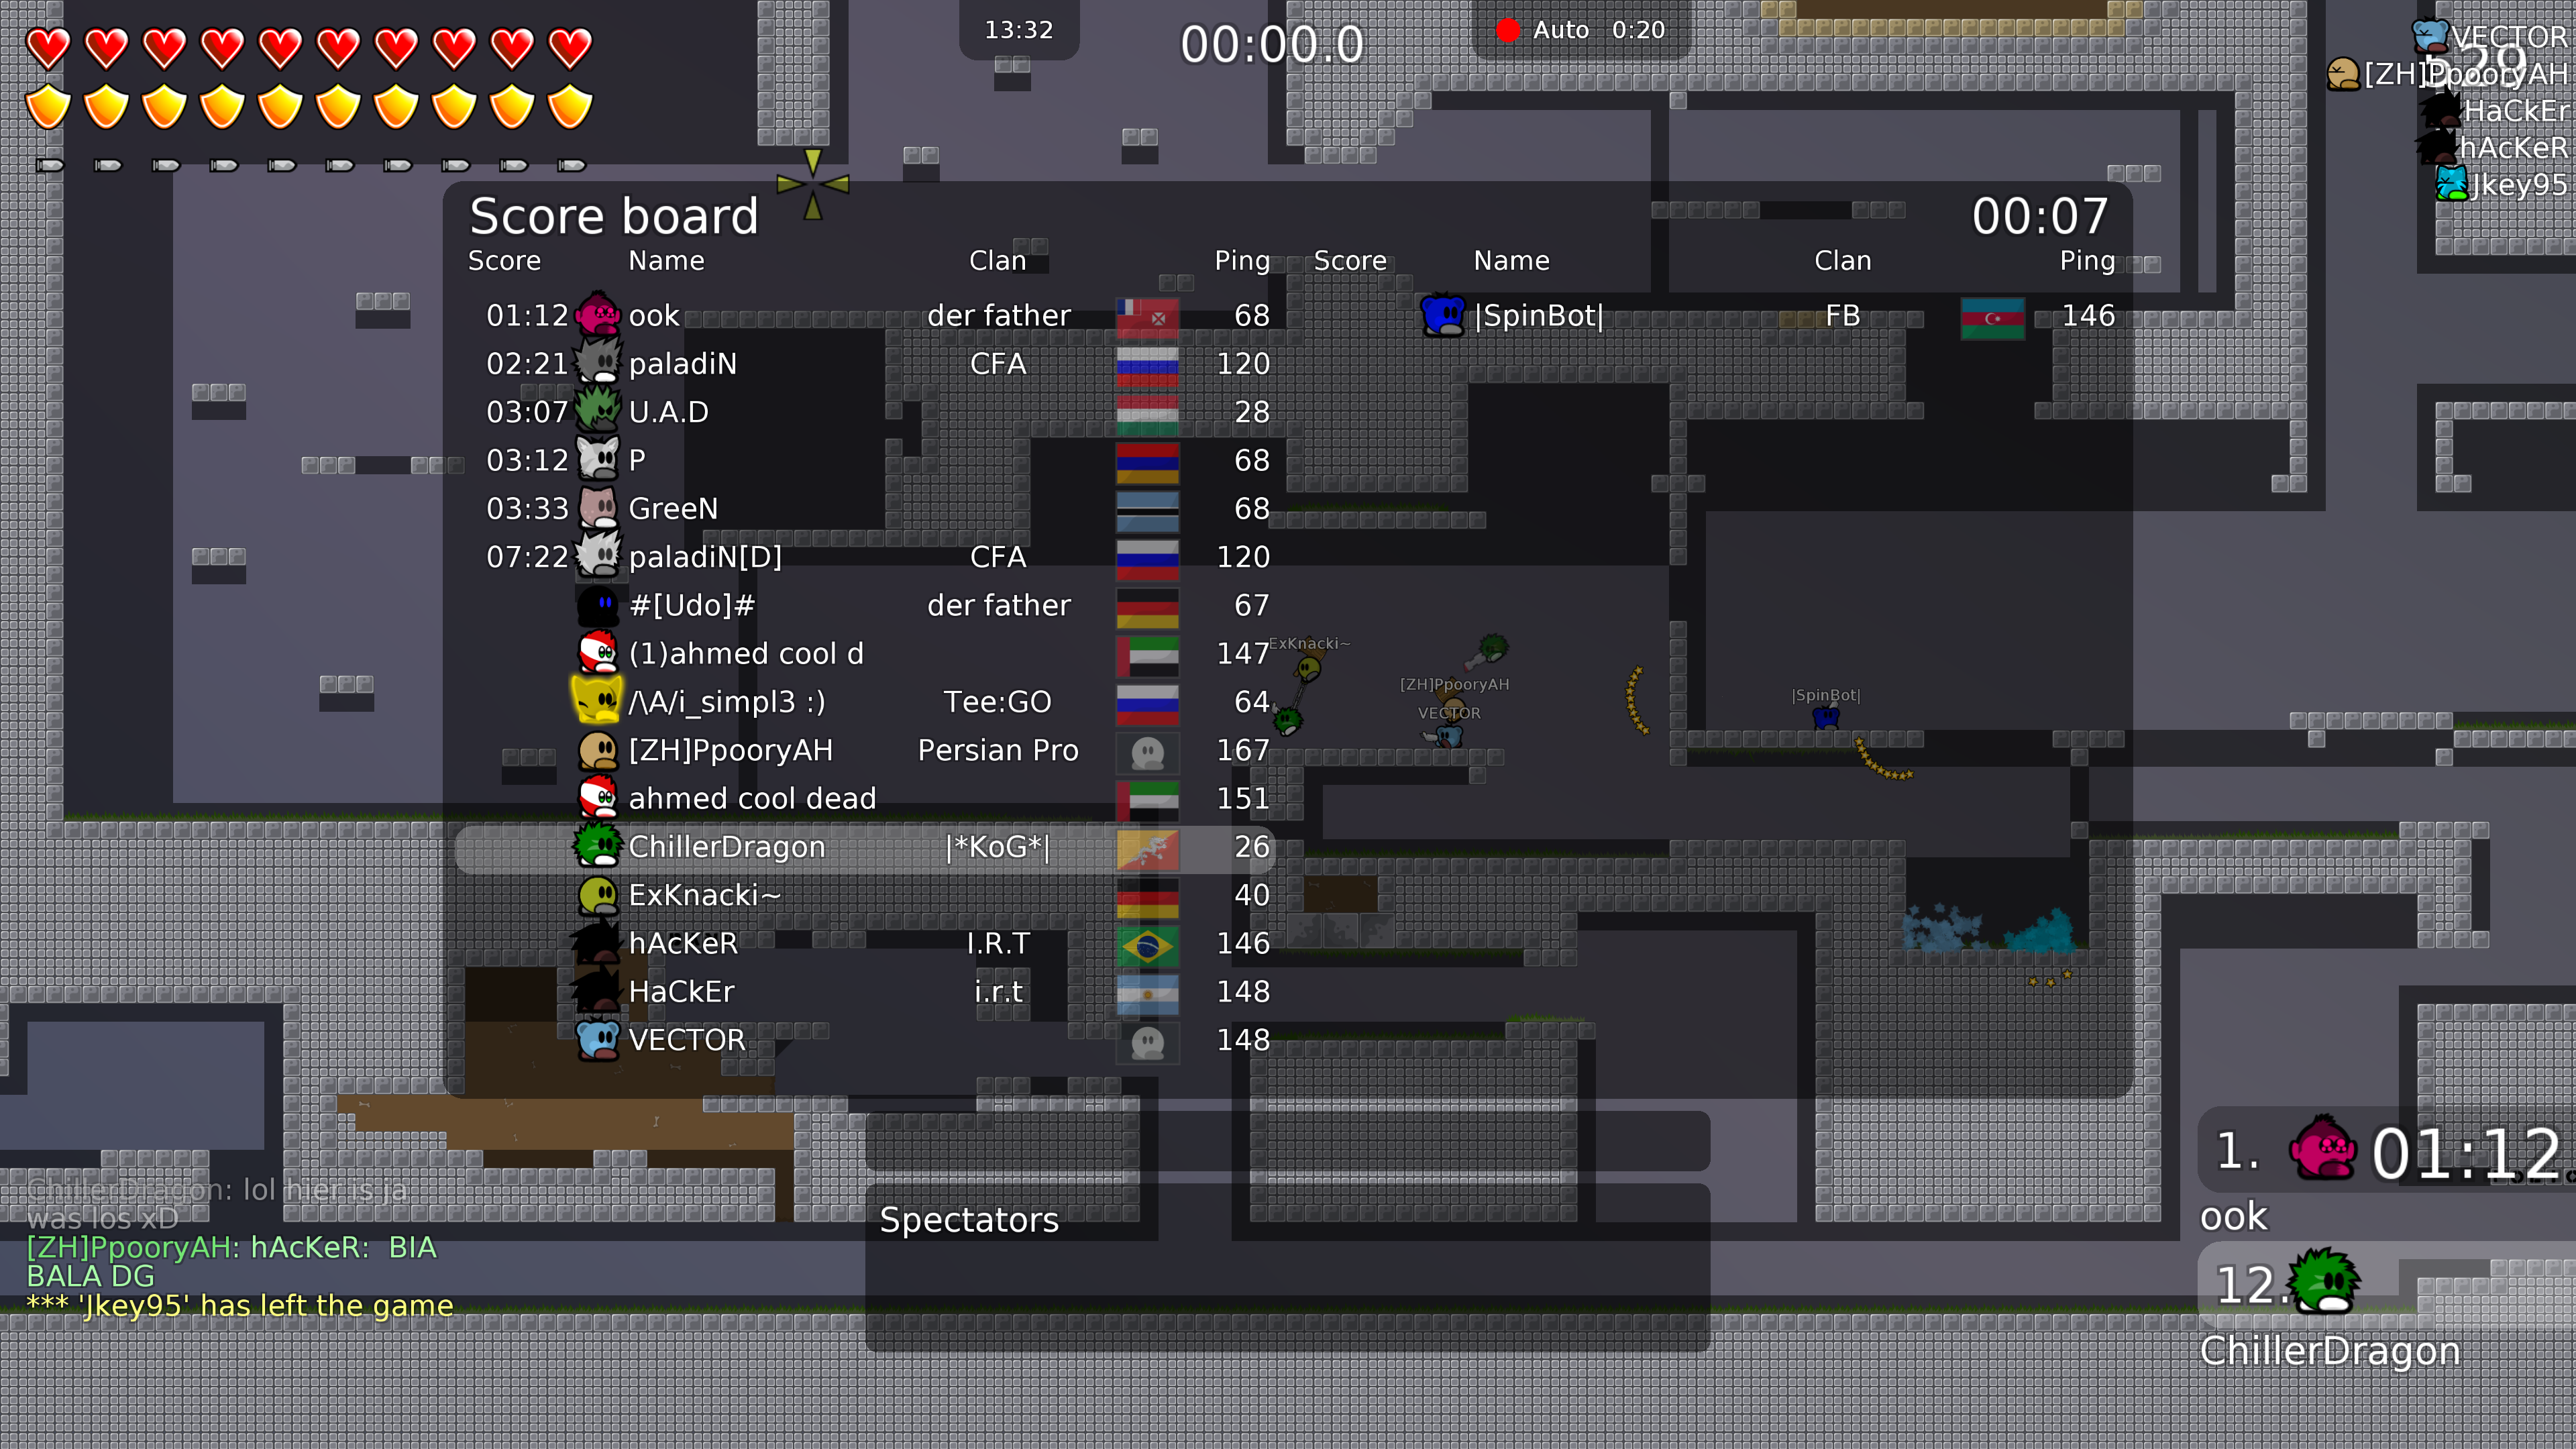 13:32
00:00.0
Auto 0:20
VECTOR
[ZH]PpooryAH
HaCkEr
hAcKeR
Jkey95
Score board 00:07
Score Name Clan Ping Score Name Clan Ping
01:12 ook der father 68 |SpinBot| FB 146
02:21 paladiN CFA 120
03:07 U.A.D 28
03:12 P 68
03:33 GreeN 68
07:22 paladiN[D] CFA 120
#[Udo]# der father 67
(1)ahmed cool d 147
/\A/i_simpl3 :) Tee:GO 64
[ZH]PpooryAH Persian Pro 167
ahmed cool dead 151
ChillerDragon |*KoG*| 26
ExKnacki~ 40
hAcKeR I.R.T 146
HaCkEr i.r.t 148
VECTOR 148
ExKnacki~
[ZH]PpooryAH
VECTOR
|SpinBot|
Spectators
ChillerDragon: lol hier is ja
was los xD
[ZH]PpooryAH: hAcKeR: BIA
BALA DG
*** 'Jkey95' has left the game
1. 01:12
ook
12.
ChillerDragon